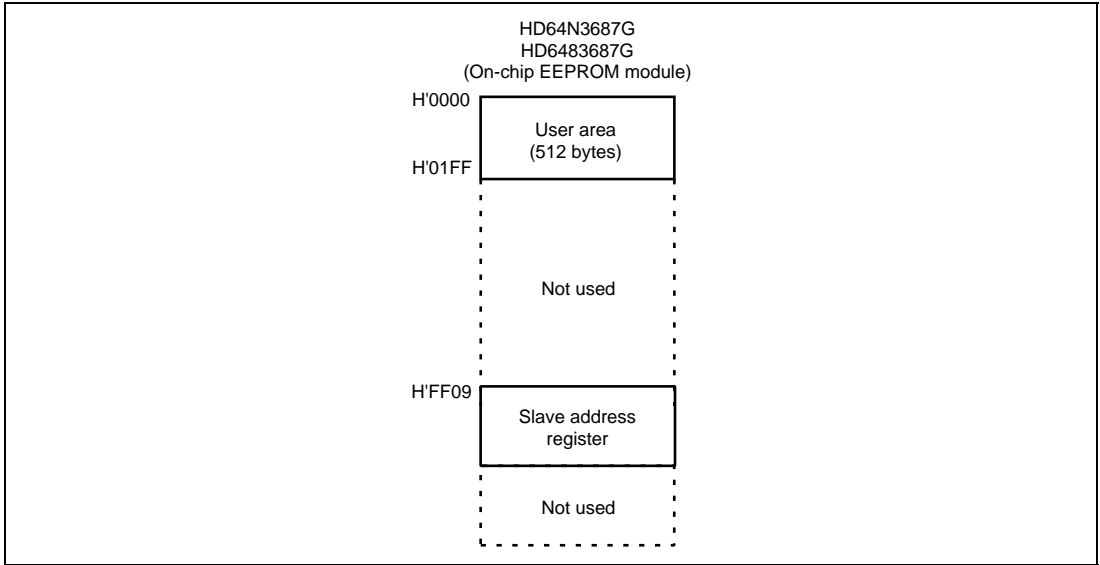 HD64N3687G
HD6483687G
(On-chip EEPROM module)
H'0000
User area
(512 bytes)
H'01FF
Not used
H'FF09
Slave address
register
Not used